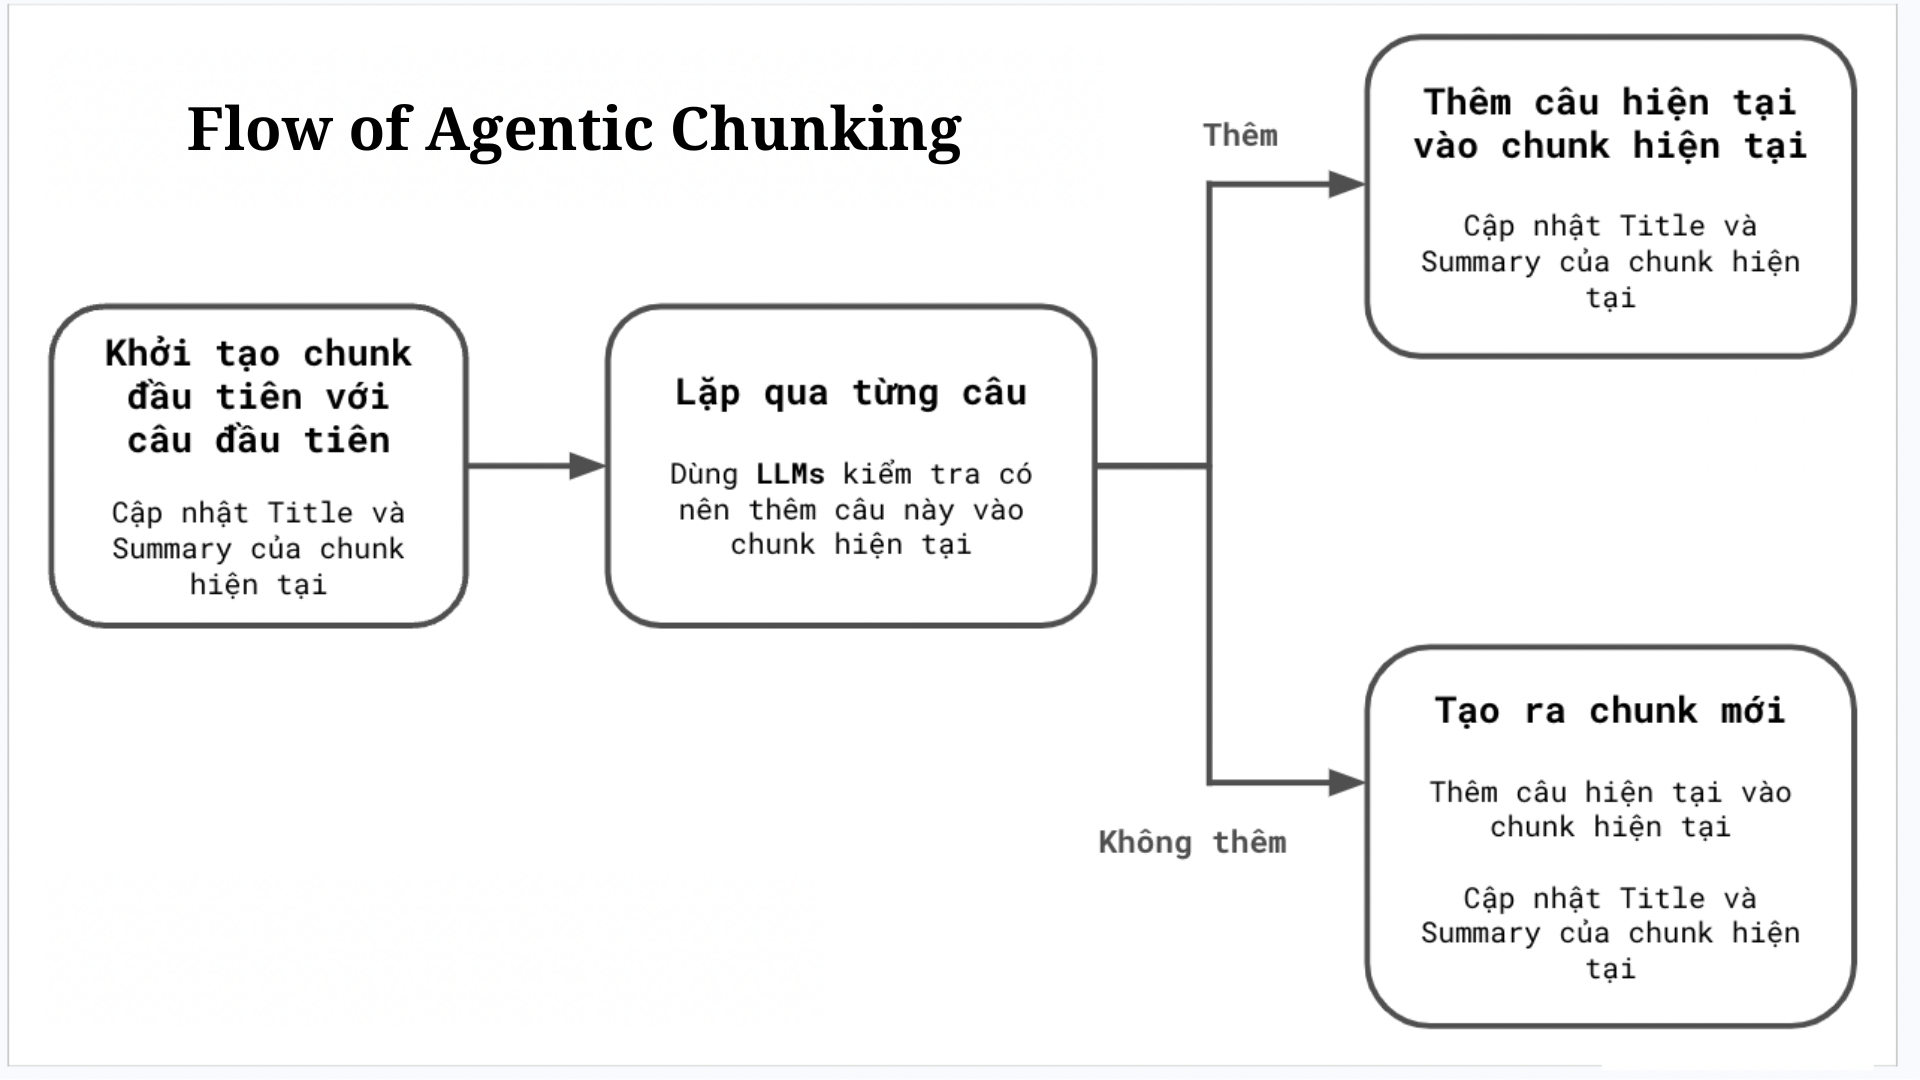 Flow of Agentic Chunking
Khởi tạo chunk
đầu tiên với
câu đầu tiên
Cập nhật Title và
Summary của chunk
hiện tại
Lặp qua từng câu
Dùng LLMs kiểm tra có
nên thêm câu này vào
chunk hiện tại
Thêm
Thêm câu hiện tại
vào chunk hiện tại
Cập nhật Title và
Summary của chunk hiện
tại
Không thêm
Tạo ra chunk mới
Thêm câu hiện tại vào
chunk hiện tại
Cập nhật Title và
Summary của chunk hiện
tại